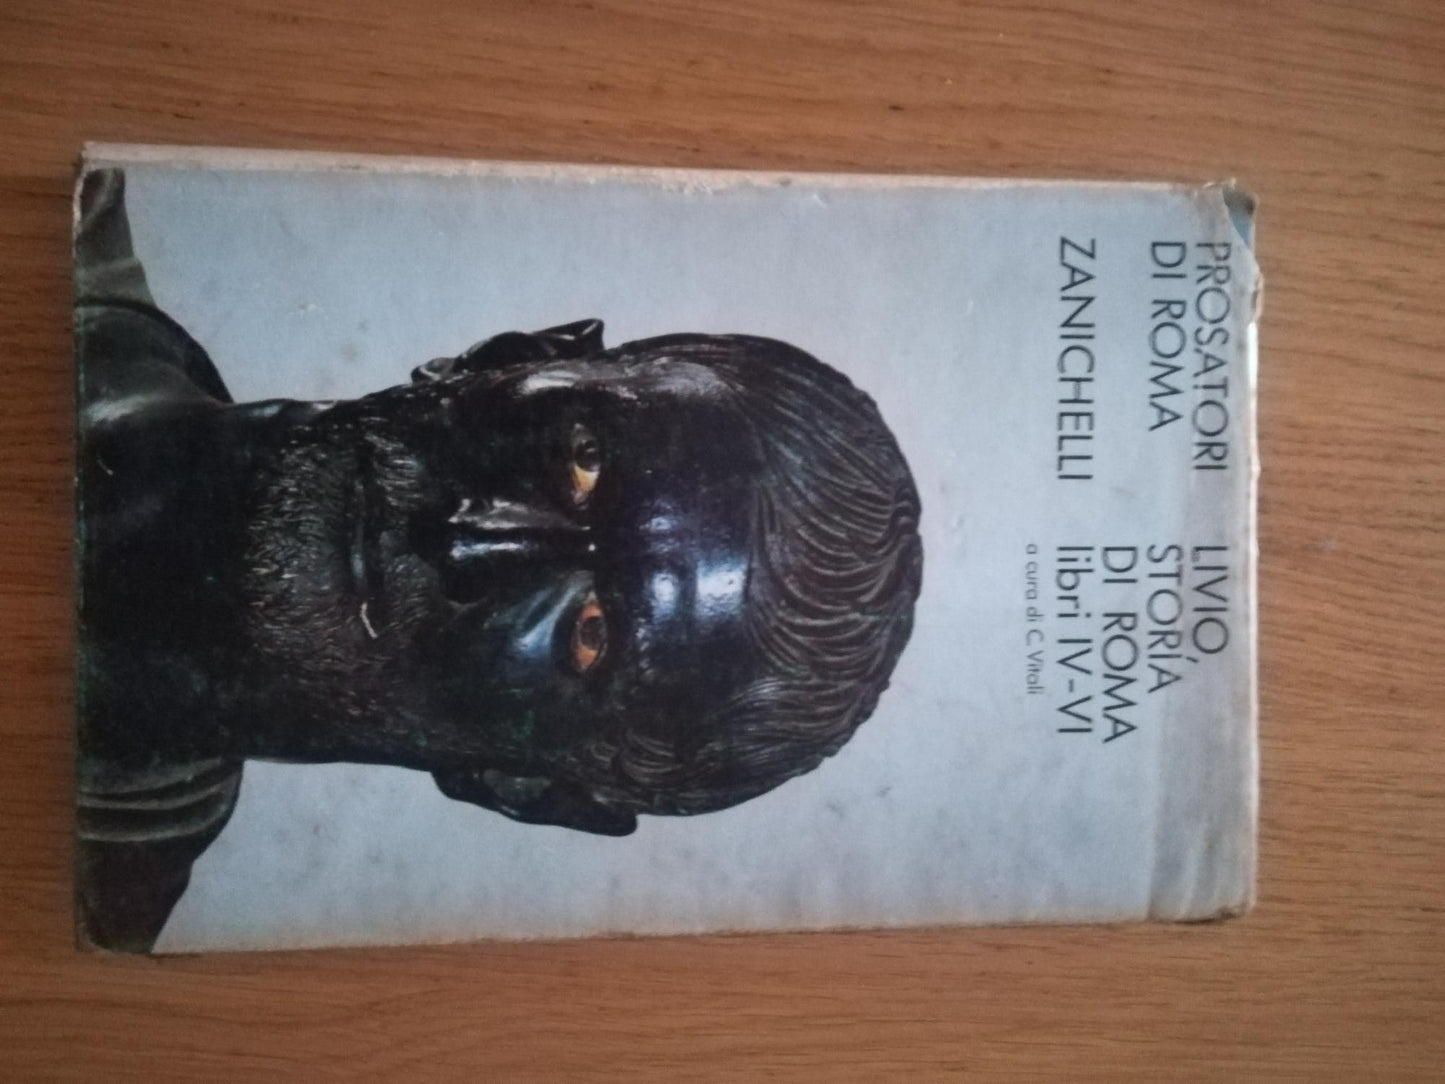 PROSATORI
DI ROMA
ZANICHELLI
LIVIO,
STORIA
DI ROMA
libri IV-VI
a cura di C. Vitali